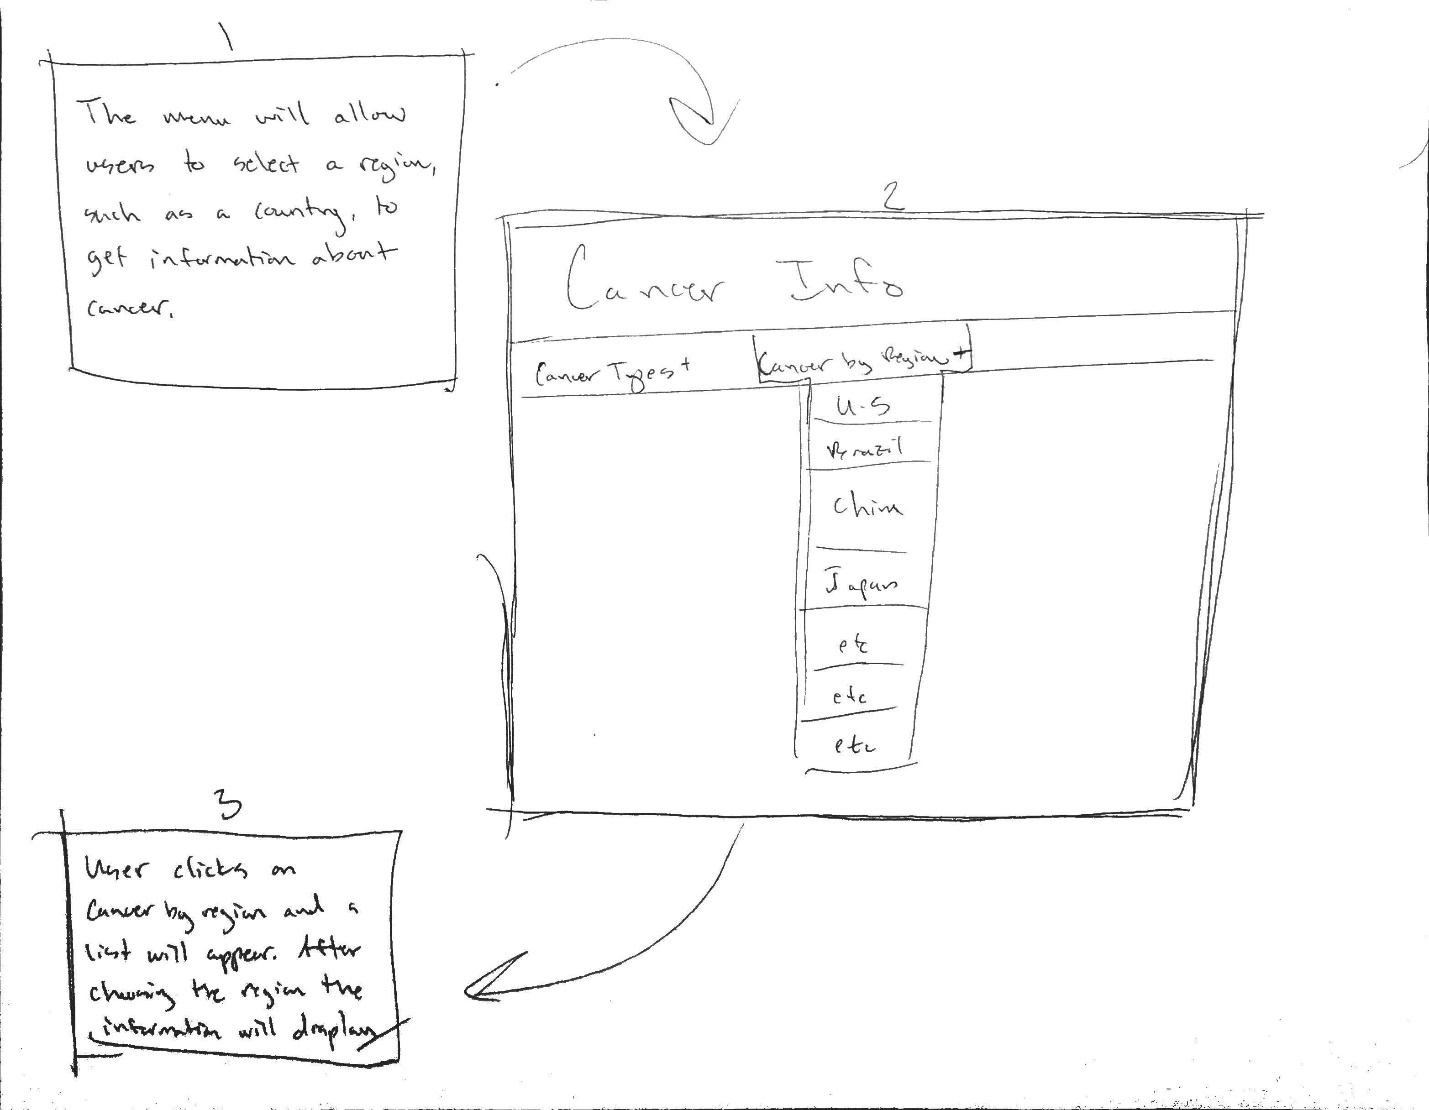 1
The menu will allow
users to select a region,
such as a country, to
get information about
cancer.
2
Cancer Info
Cancer Types+
Cancer by Region +
U.S
Brazil
China
Japan
etc
etc
etc
3
User clicks on
Cancer by region and a
list will appear. After
choosing the region the
information will display